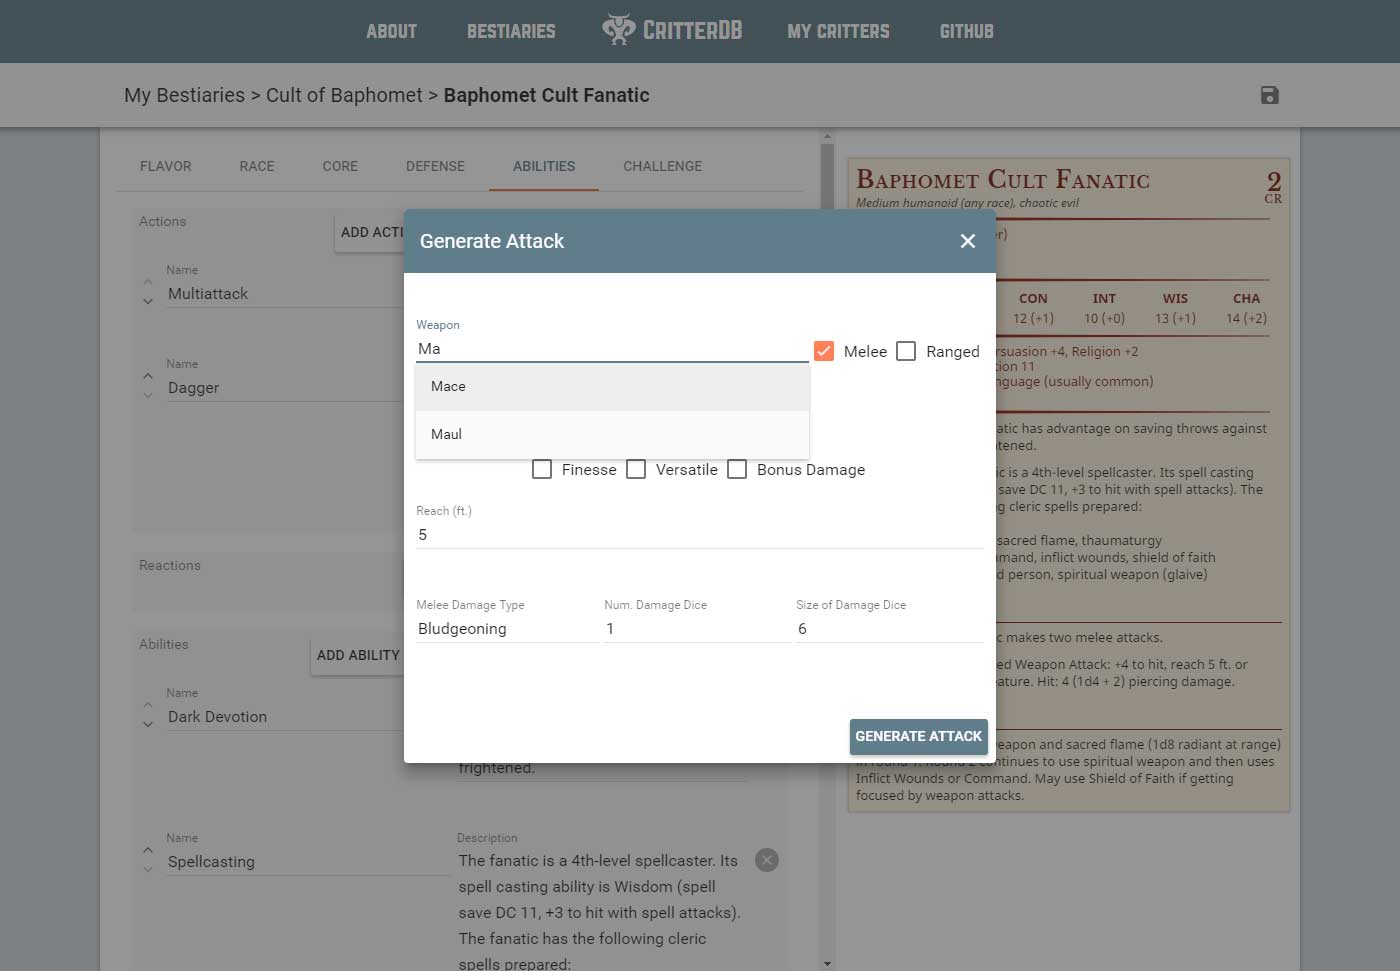 ABOUT
BESTIARIES
CRITTERDB
MY CRITTERS
GITHUB
My Bestiaries > Cult of Baphomet > Baphomet Cult Fanatic
FLAVOR
RACE
CORE
DEFENSE
ABILITIES
CHALLENGE
Actions
ADD ACTI
Name
Multiattack
Name
Dagger
Reactions
Abilities
ADD ABILITY
Name
Dark Devotion
frightened.
Name
Spellcasting
Description
The fanatic is a 4th-level spellcaster. Its
spell casting ability is Wisdom (spell
save DC 11, +3 to hit with spell attacks).
The fanatic has the following cleric
spells prepared:
Generate Attack
Weapon
Ma
Melee
Ranged
Mace
Maul
Finesse
Versatile
Bonus Damage
Reach (ft.)
5
Melee Damage Type
Bludgeoning
Num. Damage Dice
1
Size of Damage Dice
6
GENERATE ATTACK
BAPHOMET CULT FANATIC
2
CR
Medium humanoid (any race), chaotic evil
er)
CON INT WIS CHA
12 (+1) 10 (+0) 13 (+1) 14 (+2)
rsuasion +4, Religion +2
ion 11
nguage (usually common)
atic has advantage on saving throws against
tened.
ic is a 4th-level spellcaster. Its spell casting
save DC 11, +3 to hit with spell attacks). The
g cleric spells prepared:
sacred flame, thaumaturgy
mand, inflict wounds, shield of faith
d person, spiritual weapon (glaive)
c makes two melee attacks.
ed Weapon Attack: +4 to hit, reach 5 ft. or
eature. Hit: 4 (1d4 + 2) piercing damage.
eapon and sacred flame (1d8 radiant at range)
in round 1. Round 2 continues to use spiritual weapon and then uses
Inflict Wounds or Command. May use Shield of Faith if getting
focused by weapon attacks.